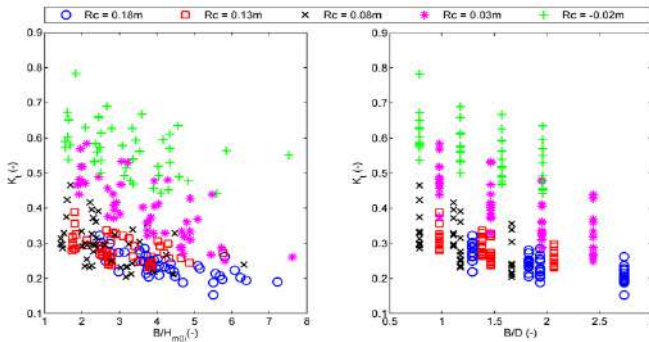 Rc = 0.18m Rc = 0.13m Rc = 0.08m Rc = 0.03m Rc = -0.02m
0.9 0.8 0.7 0.6 0.5 0.4 0.3 0.2 0.1
Kt(-)
1 2 3 4 5 6 7 8
B/Hm0i(-)
0.9 0.8 0.7 0.6 0.5 0.4 0.3 0.2 0.1
Kt(-)
0.5 1 1.5 2 2.5
B/D(-)